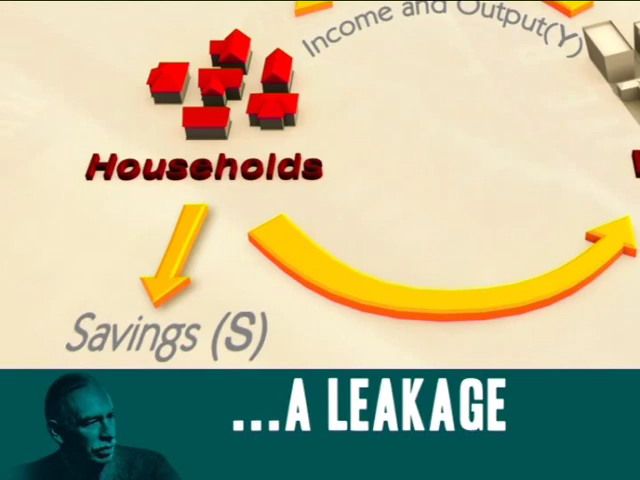 Income and Output(Y)
Households
Savings (S)
...A LEAKAGE